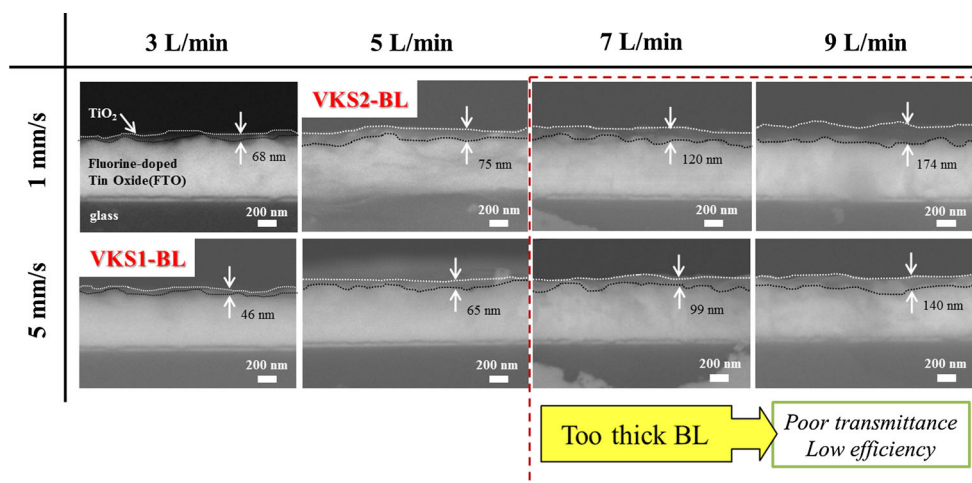 3 L/min
5 L/min
7 L/min
9 L/min
1 mm/s
TiO₂
68 nm
Fluorine-doped
Tin Oxide(FTO)
glass
200 nm
VKS2-BL
75 nm
200 nm
120 nm
200 nm
174 nm
200 nm
5 mm/s
VKS1-BL
46 nm
200 nm
65 nm
200 nm
99 nm
200 nm
140 nm
200 nm
Too thick BL
Poor transmittance
Low efficiency